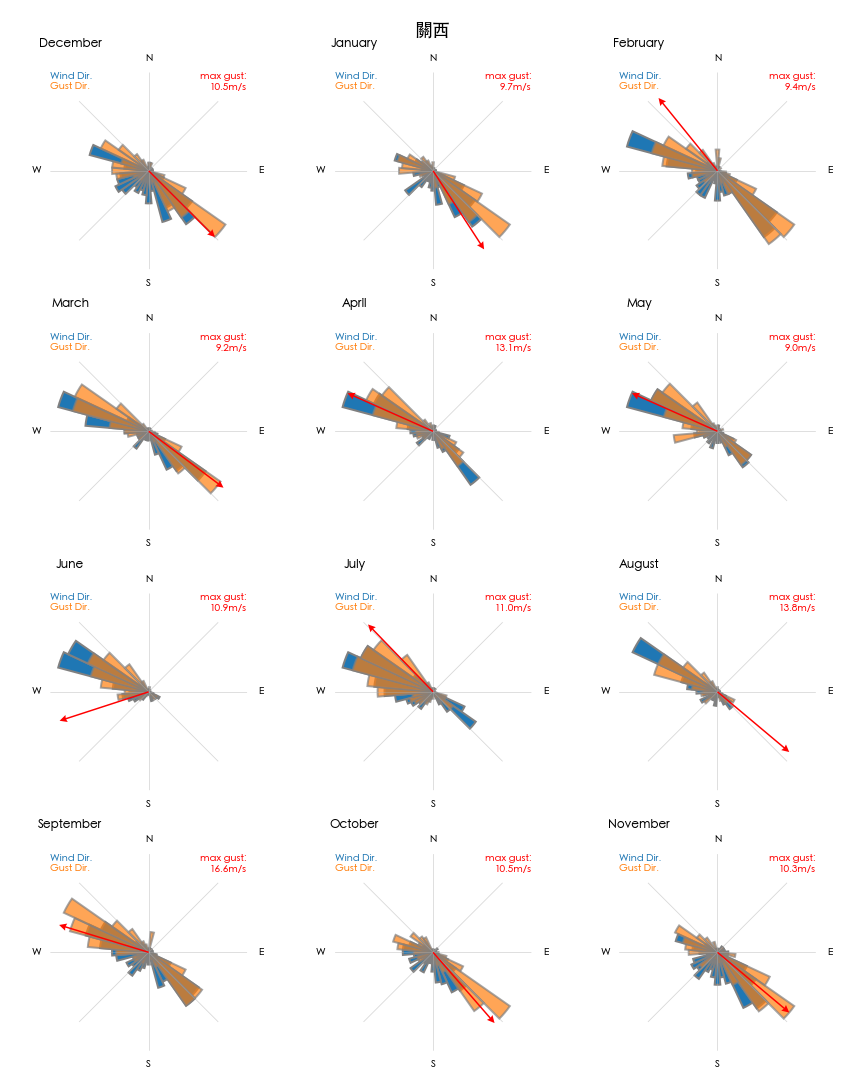 關西
December
January
February
N
N
N
Wind Dir.
Gust Dir.
max gust:
10.5m/s
Wind Dir.
Gust Dir.
max gust:
9.7m/s
Wind Dir.
Gust Dir.
max gust:
9.4m/s
W
E
W
E
W
E
S
S
S
March
April
May
N
N
N
Wind Dir.
Gust Dir.
max gust:
9.2m/s
Wind Dir.
Gust Dir.
max gust:
13.1m/s
Wind Dir.
Gust Dir.
max gust:
9.0m/s
W
E
W
E
W
E
S
S
S
June
July
August
N
N
N
Wind Dir.
Gust Dir.
max gust:
10.9m/s
Wind Dir.
Gust Dir.
max gust:
11.0m/s
Wind Dir.
Gust Dir.
max gust:
13.8m/s
W
E
W
E
W
E
S
S
S
September
October
November
N
N
N
Wind Dir.
Gust Dir.
max gust:
16.6m/s
Wind Dir.
Gust Dir.
max gust:
10.5m/s
Wind Dir.
Gust Dir.
max gust:
10.3m/s
W
E
W
E
W
E
S
S
S